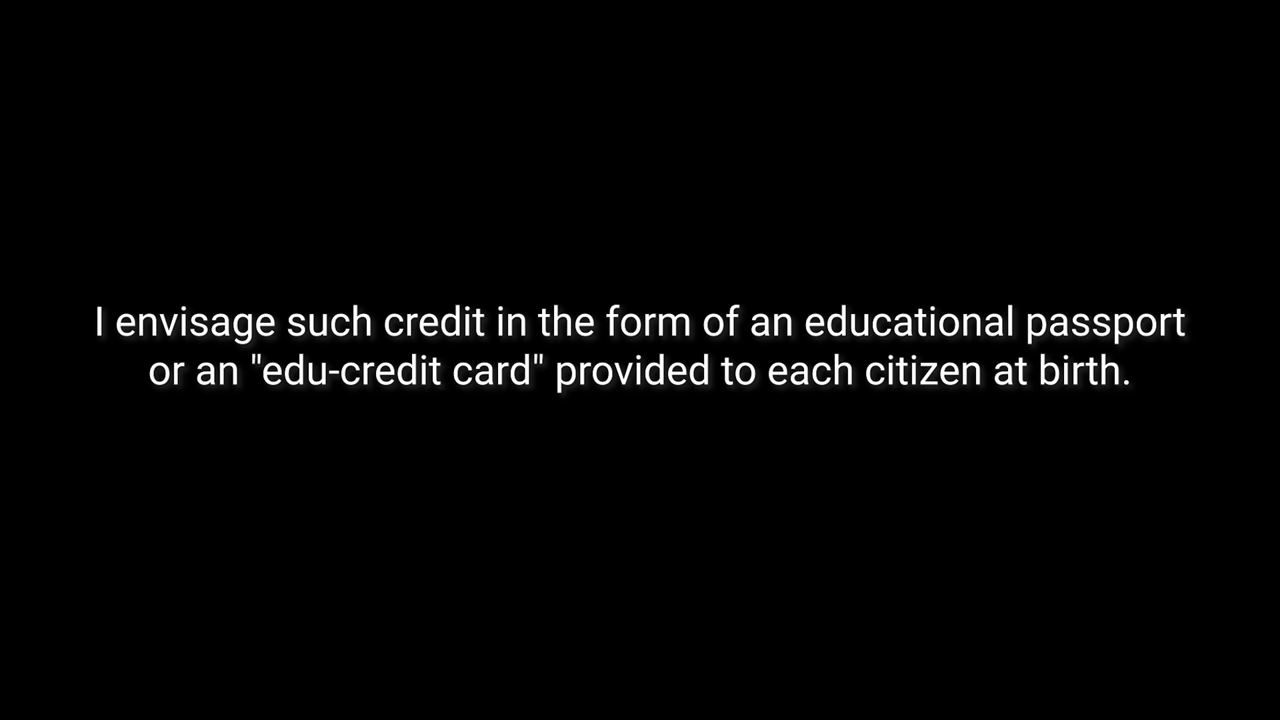 I envisage such credit in the form of an educational passport
or an "edu-credit card" provided to each citizen at birth.